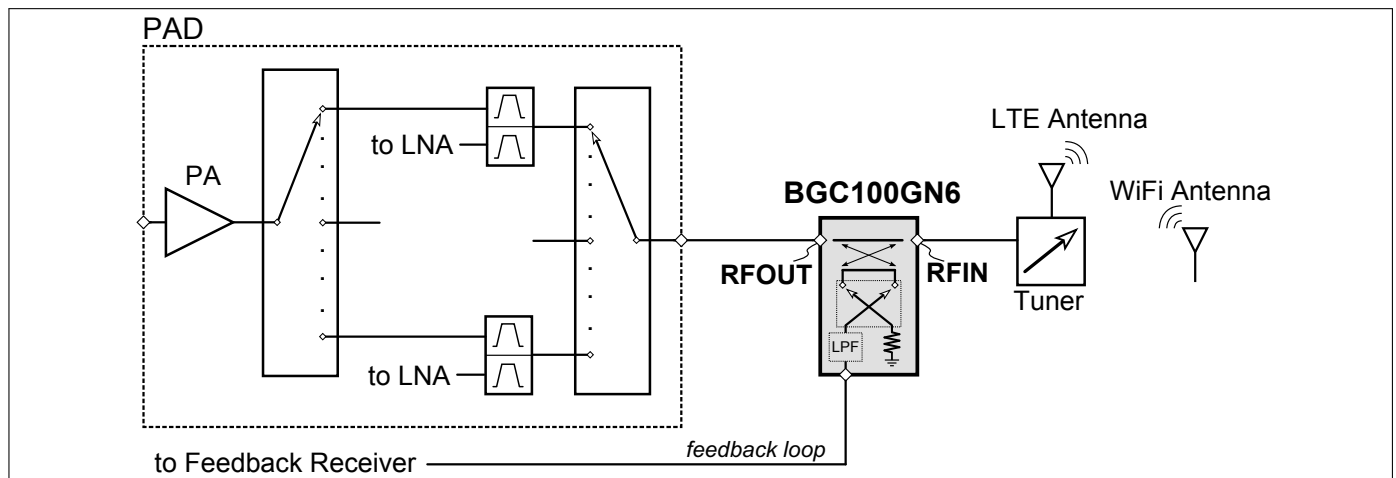 PAD
LTE Antenna
to LNA
PA
BGC100GN6
WiFi Antenna
RFOUT
RFIN
Tuner
LPF
to LNA
feedback loop
to Feedback Receiver